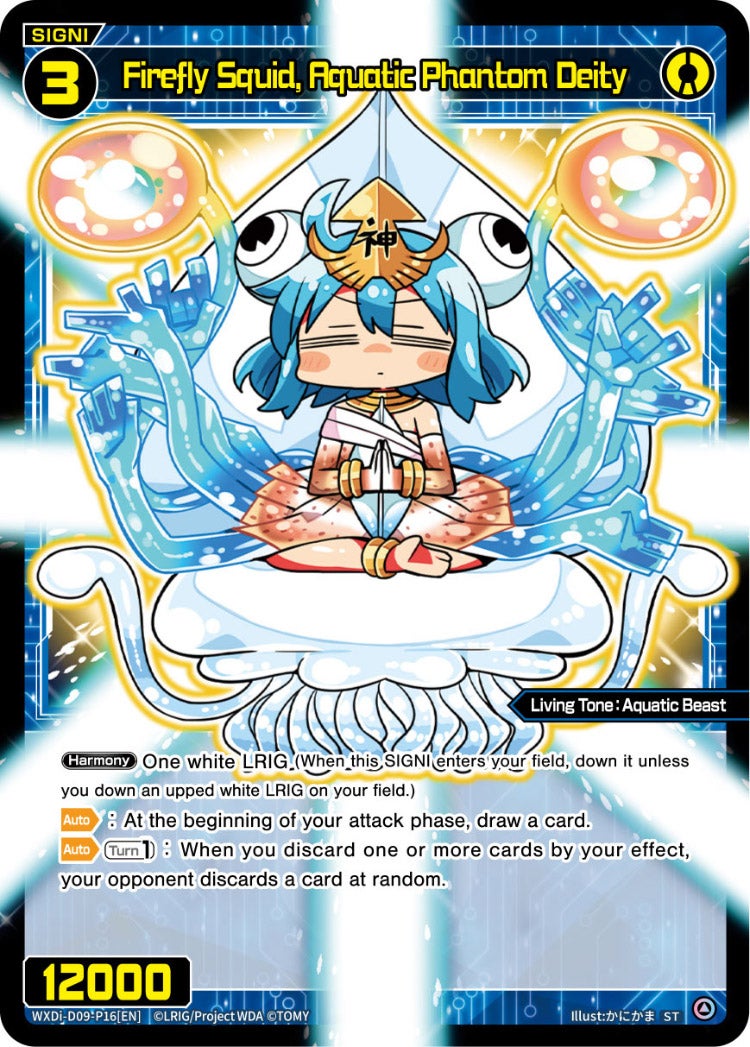 SIGNI
3 Firefly Squid, Aquatic Phantom Deity
神
Living Tone：Aquatic Beast
Harmony One white LRIG.(When this SIGNI enters your field, down it unless
you down an upped white LRIG on your field.)
Auto：At the beginning of your attack phase, draw a card.
Auto Turn 1：When you discard one or more cards by your effect,
your opponent discards a card at random.
12000
WXDi-D09-P16[EN] ©LRIG/Project WDA ©TOMY Illust:かにかま ST